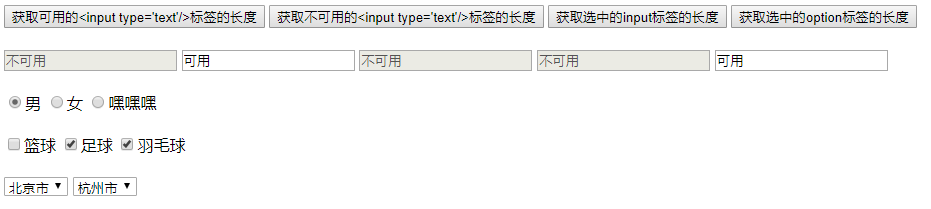 获取可用的<input type='text'/>标签的长度 获取不可用的<input type='text'/>标签的长度 获取选中的input标签的长度 获取选中的option标签的长度
不可用 可用 不可用 不可用 可用
男 女 嘿嘿嘿
篮球 足球 羽毛球
北京市 杭州市